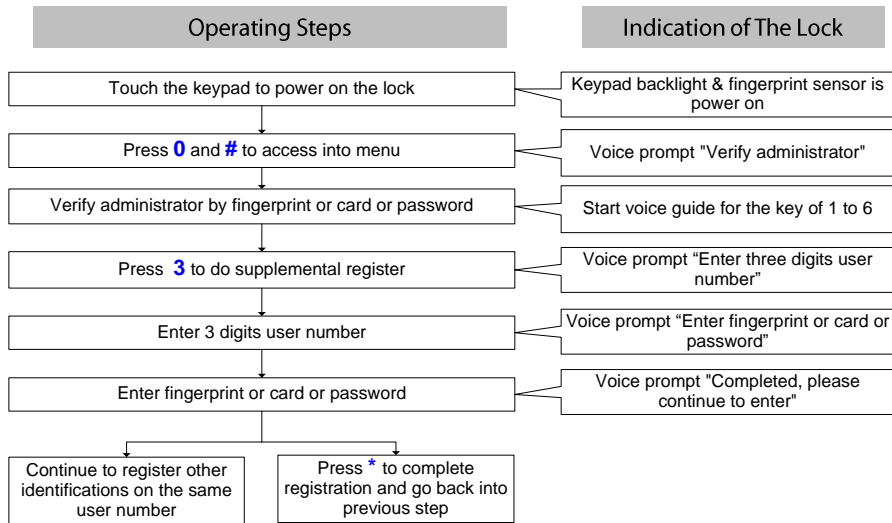 Operating Steps
Indication of The Lock
Touch the keypad to power on the lock
Keypad backlight & fingerprint sensor is
power on
Press 0 and # to access into menu
Voice prompt "Verify administrator"
Verify administrator by fingerprint or card or password
Start voice guide for the key of 1 to 6
Press 3 to do supplemental register
Voice prompt “Enter three digits user
number”
Enter 3 digits user number
Voice prompt “Enter fingerprint or card or
password”
Enter fingerprint or card or password
Voice prompt "Completed, please
continue to enter"
Continue to register other
identifications on the same
user number
Press * to complete
registration and go back into
previous step